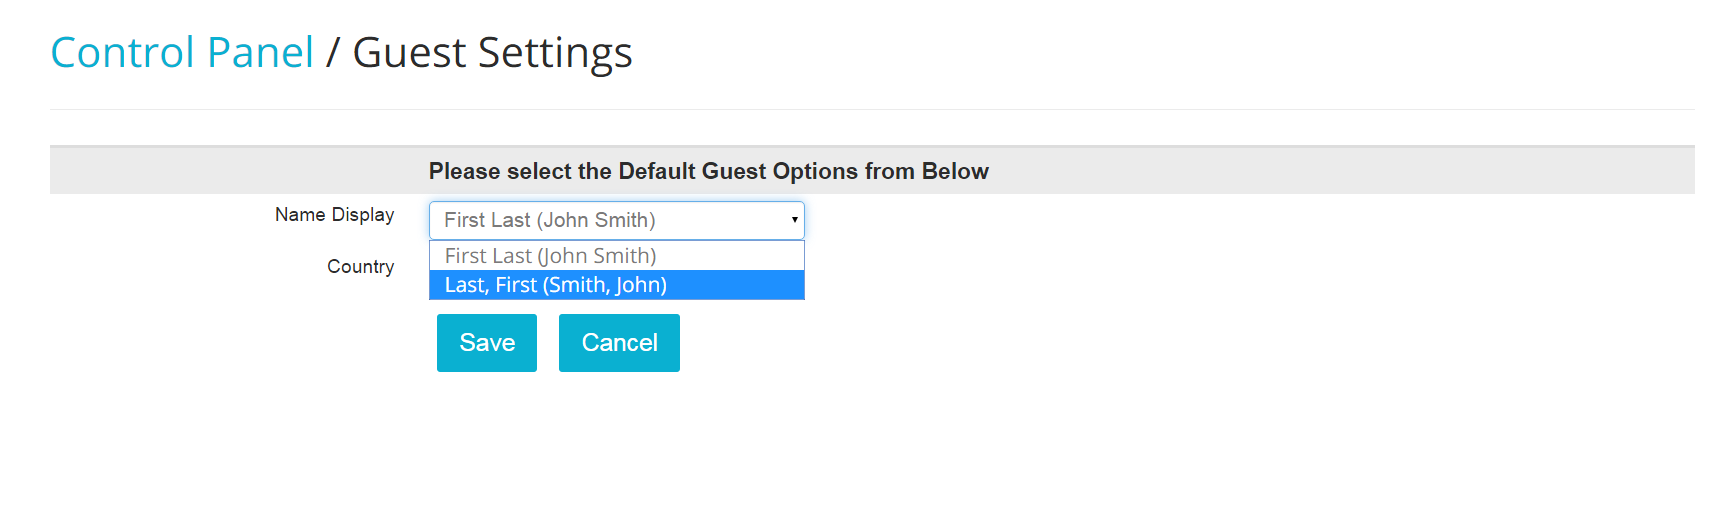 Control Panel / Guest Settings
Please select the Default Guest Options from Below
Name Display First Last (John Smith)
First Last (John Smith)
Country
Last, First (Smith, John)
Save Cancel